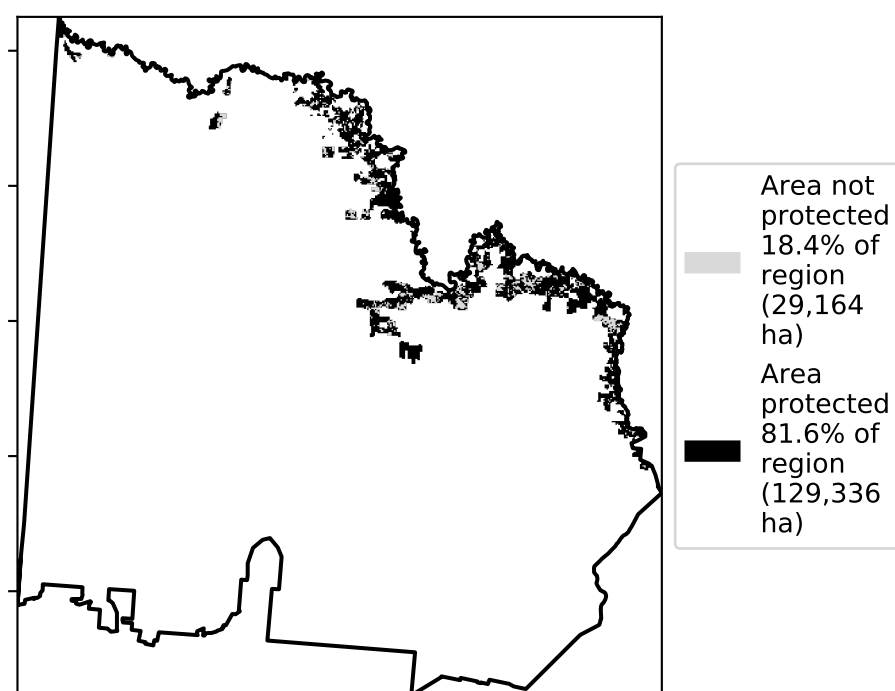 Area not
protected
18.4% of
region
(29,164
ha)
Area
protected
81.6% of
region
(129,336
ha)